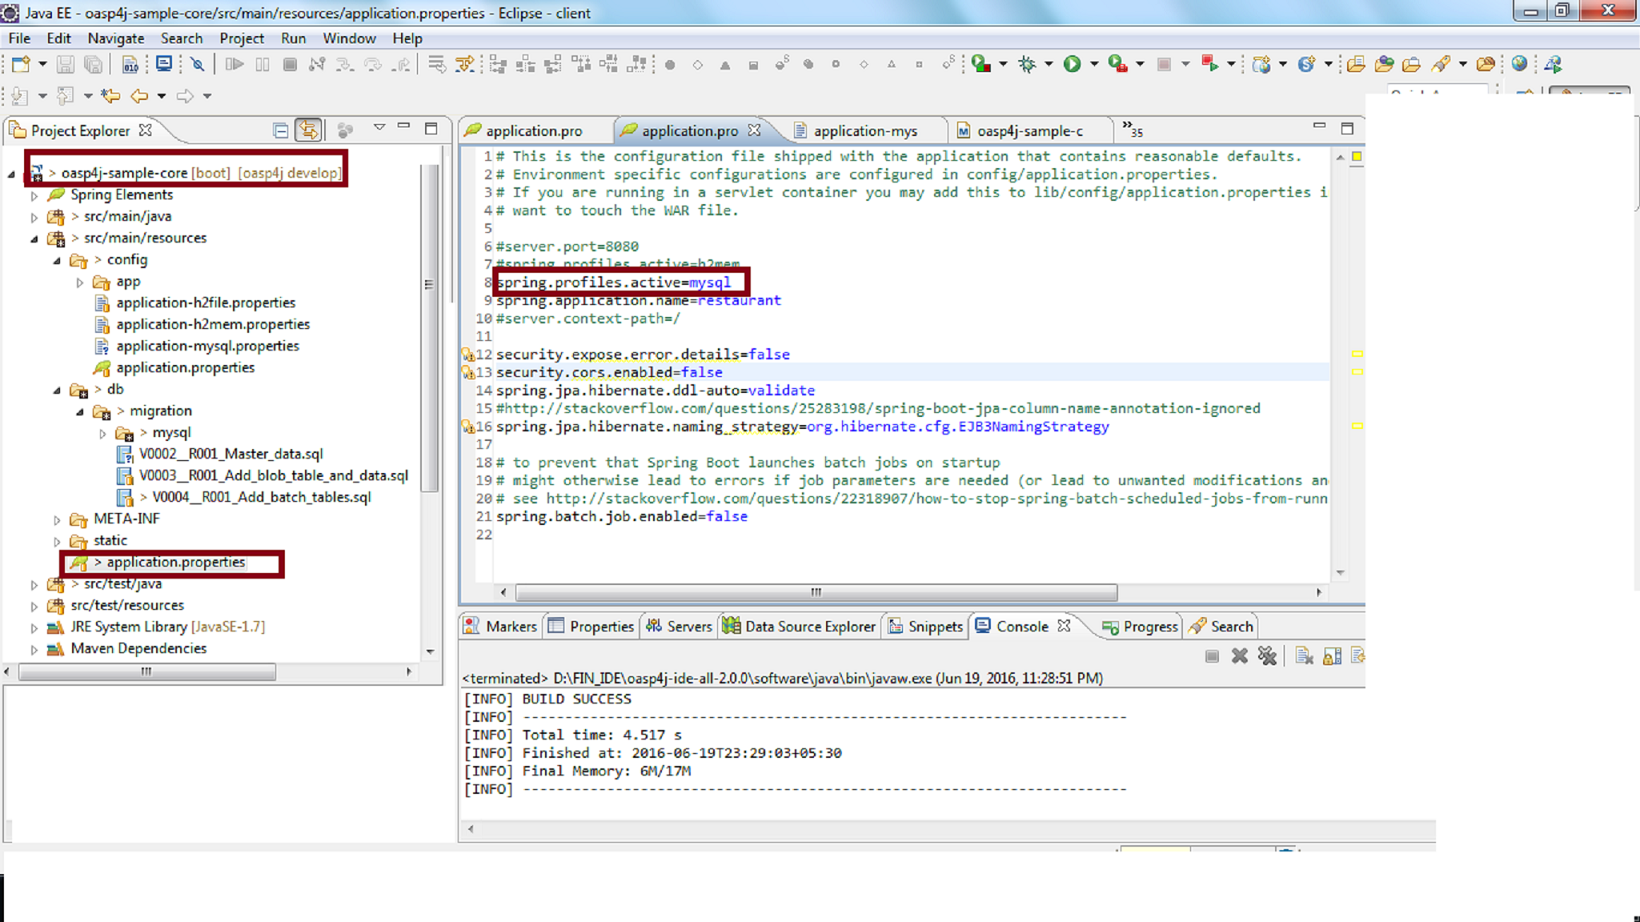 Java EE - oasp4j-sample-core/src/main/resources/application.properties - Eclipse - client
File Edit Navigate Search Project Run Window Help
Project Explorer
> oasp4j-sample-core [boot] [oasp4j develop]
Spring Elements
> src/main/java
> src/main/resources
> config
app
application-h2file.properties
application-h2mem.properties
application-mysql.properties
application.properties
> db
> migration
> mysql
V0002__R001_Master_data.sql
V0003__R001_Add_blob_table_and_data.sql
> V0004__R001_Add_batch_tables.sql
META-INF
static
> application.properties
> src/test/java
src/test/resources
JRE System Library [JavaSE-1.7]
Maven Dependencies
application.pro application.pro application-mys oasp4j-sample-c »35
1 # This is the configuration file shipped with the application that contains reasonable defaults.
2 # Environment specific configurations are configured in config/application.properties.
3 # If you are running in a servlet container you may add this to lib/config/application.properties i
4 # want to touch the WAR file.
5
6 #server.port=8080
7 #spring.profiles.active=h2mem
8 spring.profiles.active=mysql
9 spring.application.name=restaurant
10 #server.context-path=/
11
12 security.expose.error.details=false
13 security.cors.enabled=false
14 spring.jpa.hibernate.ddl-auto=validate
15 #http://stackoverflow.com/questions/25283198/spring-boot-jpa-column-name-annotation-ignored
16 spring.jpa.hibernate.naming_strategy=org.hibernate.cfg.EJB3NamingStrategy
17
18 # to prevent that Spring Boot launches batch jobs on startup
19 # might otherwise lead to errors if job parameters are needed (or lead to unwanted modifications an
20 # see http://stackoverflow.com/questions/22318907/how-to-stop-spring-batch-scheduled-jobs-from-runn
21 spring.batch.job.enabled=false
22
Markers Properties Servers Data Source Explorer Snippets Console Progress Search
<terminated> D:\FIN_IDE\oasp4j-ide-all-2.0.0\software\java\bin\javaw.exe (Jun 19, 2016, 11:28:51 PM)
[INFO] BUILD SUCCESS
[INFO] ------------------------------------------------------------------------
[INFO] Total time: 4.517 s
[INFO] Finished at: 2016-06-19T23:29:03+05:30
[INFO] Final Memory: 6M/17M
[INFO] ------------------------------------------------------------------------